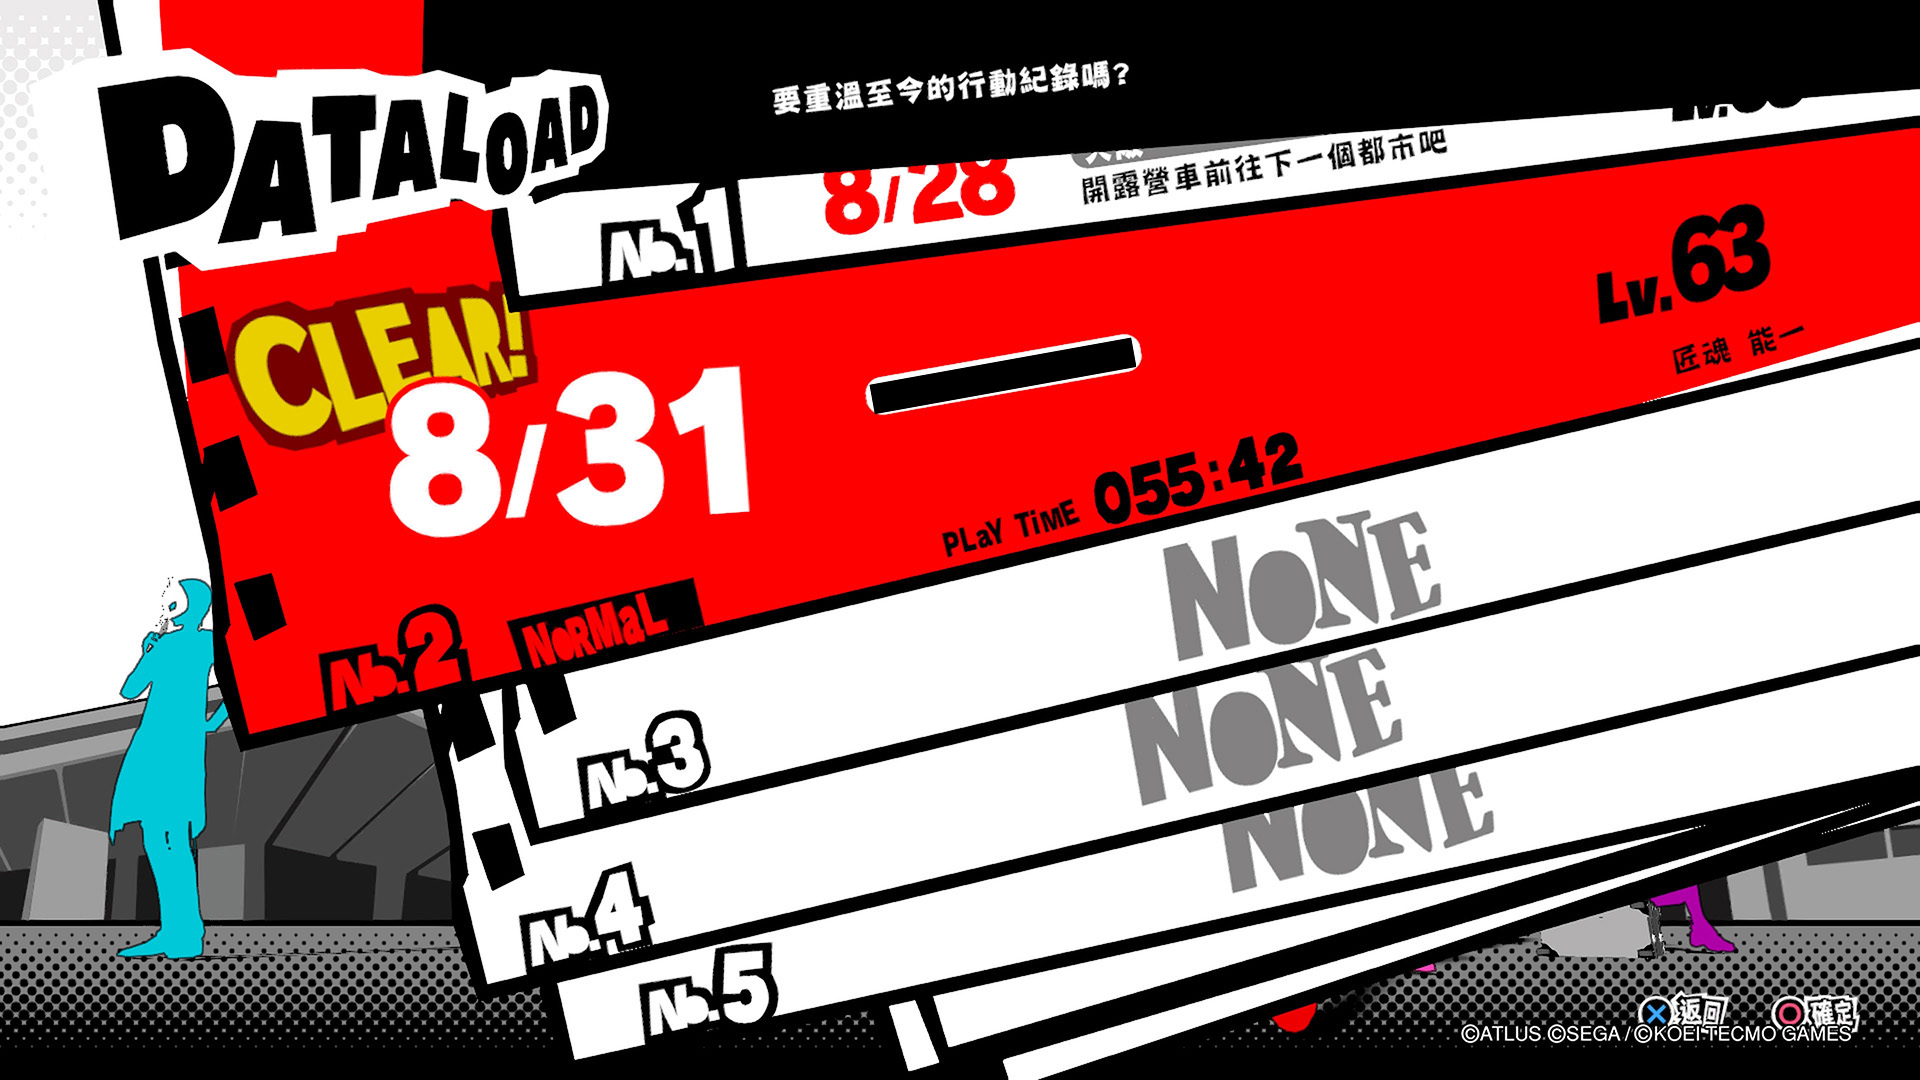 DATALOAD
要重溫至今的行動紀錄嗎?
No.1
8/28
開露營車前往下一個都市吧
CLEAR!
8/31
Lv.63
匠魂 能一
PLaY TiME 055:42
No.2
NoRMaL
No.3
NoNE
No.4
NoNE
No.5
NoNE
返回
確定
©ATLUS ©SEGA / ©KOEI TECMO GAMES